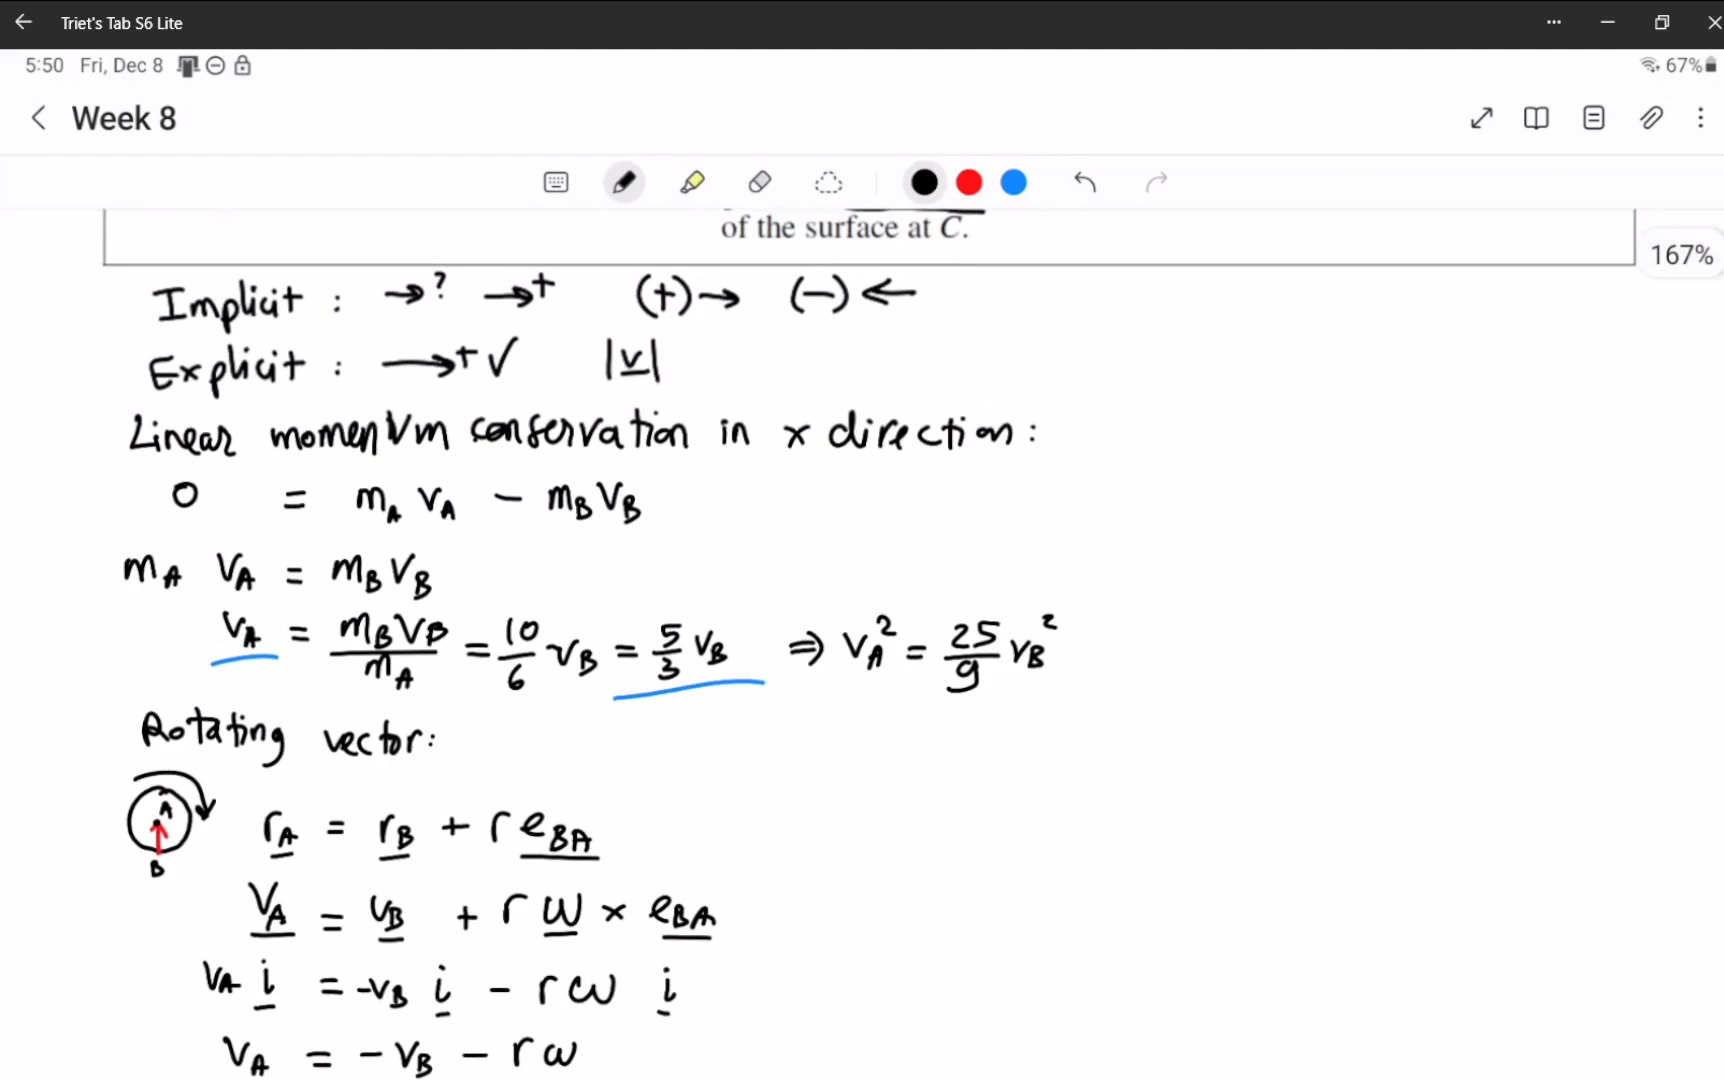 Triet's Tab S6 Lite
5:50 Fri, Dec 8 67%
Week 8
of the surface at C.
167%
Implicit : →? →+ (+)→ (−)←
Explicit : →+ ✓ |v|
Linear momentum conservation in x direction :
0 = mA vA − mB vB
mA vA = mB vB
vA = mB vB / mA = 10/6 vB = 5/3 vB ⇒ vA² = 25/9 vB²
Rotating vector:
A
B
rA = rB + r eBA
vA = vB + r ω × eBA
vA i = −vB i − rω i
vA = −vB − rω